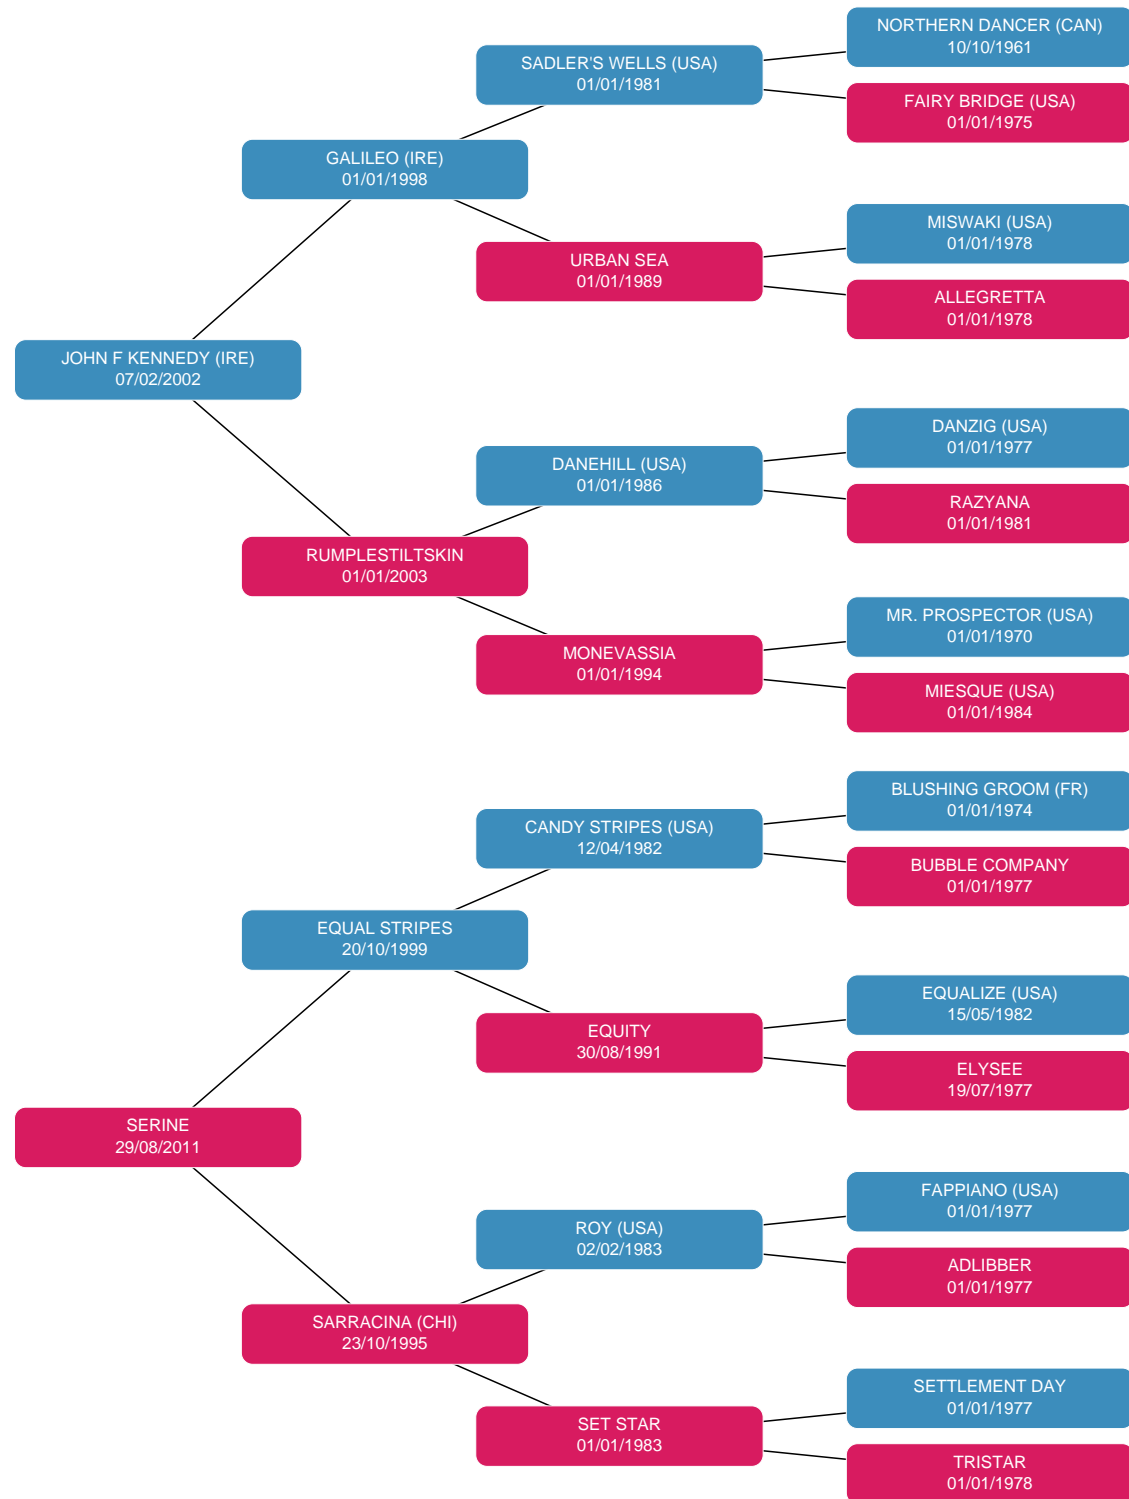 NORTHERN DANCER (CAN)
10/10/1961
SADLER'S WELLS (USA)
01/01/1981
FAIRY BRIDGE (USA)
01/01/1975
GALILEO (IRE)
01/01/1998
MISWAKI (USA)
01/01/1978
URBAN SEA
01/01/1989
ALLEGRETTA
01/01/1978
JOHN F KENNEDY (IRE)
07/02/2002
DANZIG (USA)
01/01/1977
DANEHILL (USA)
01/01/1986
RAZYANA
01/01/1981
RUMPLESTILTSKIN
01/01/2003
MR. PROSPECTOR (USA)
01/01/1970
MONEVASSIA
01/01/1994
MIESQUE (USA)
01/01/1984
BLUSHING GROOM (FR)
01/01/1974
CANDY STRIPES (USA)
12/04/1982
BUBBLE COMPANY
01/01/1977
EQUAL STRIPES
20/10/1999
EQUALIZE (USA)
15/05/1982
EQUITY
30/08/1991
ELYSEE
19/07/1977
SERINE
29/08/2011
FAPPIANO (USA)
01/01/1977
ROY (USA)
02/02/1983
ADLIBBER
01/01/1977
SARRACINA (CHI)
23/10/1995
SETTLEMENT DAY
01/01/1977
SET STAR
01/01/1983
TRISTAR
01/01/1978